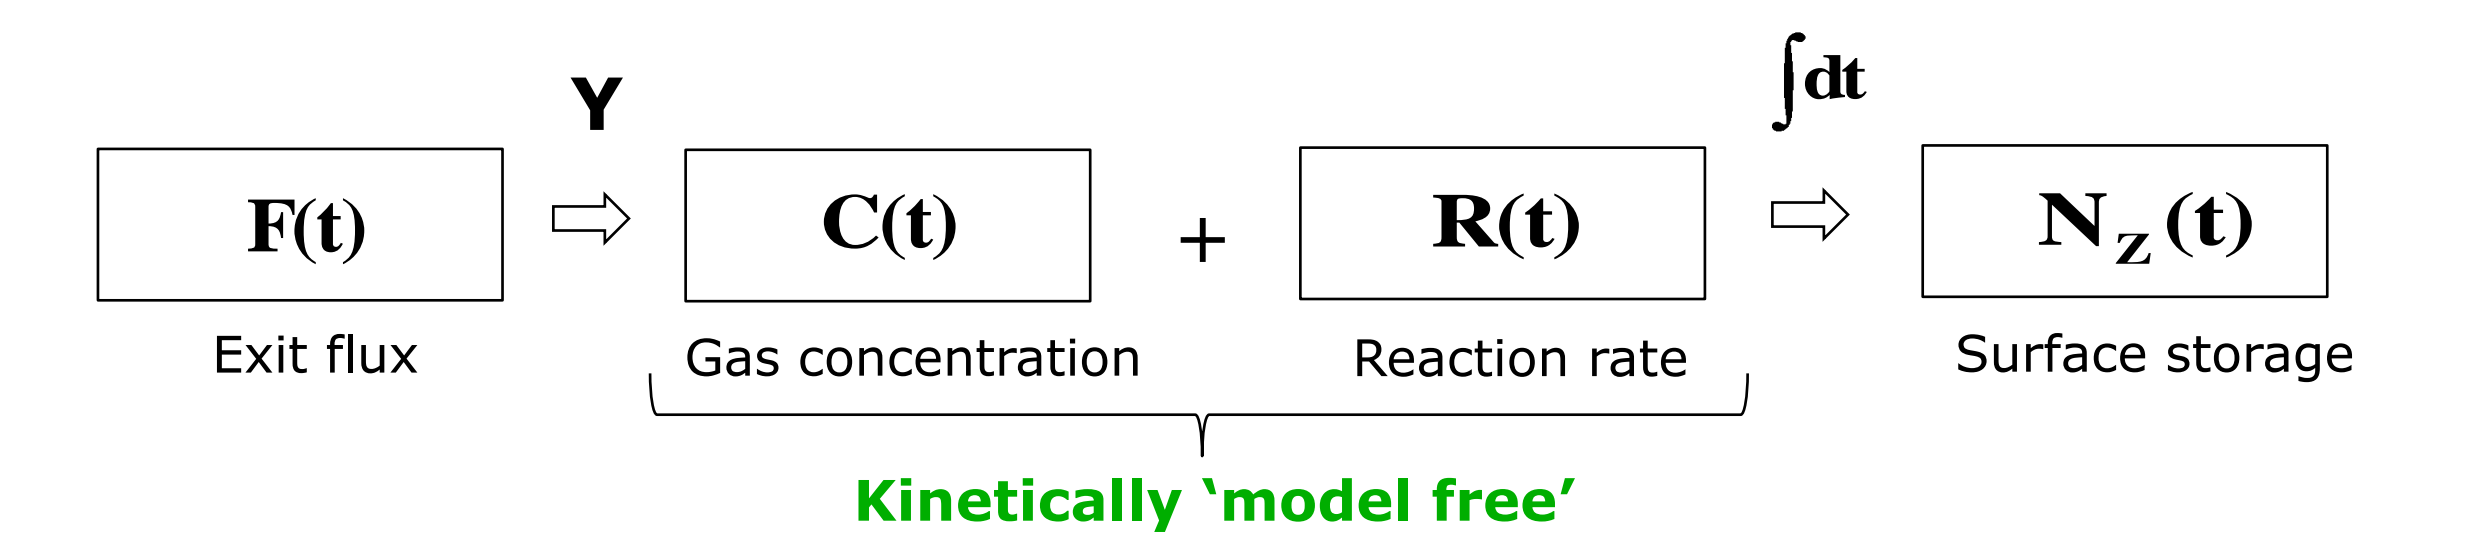 ∫dt
Y
F(t)
C(t)
+
R(t)
N_Z(t)
Exit flux
Gas concentration
Reaction rate
Surface storage
Kinetically ‘model free’